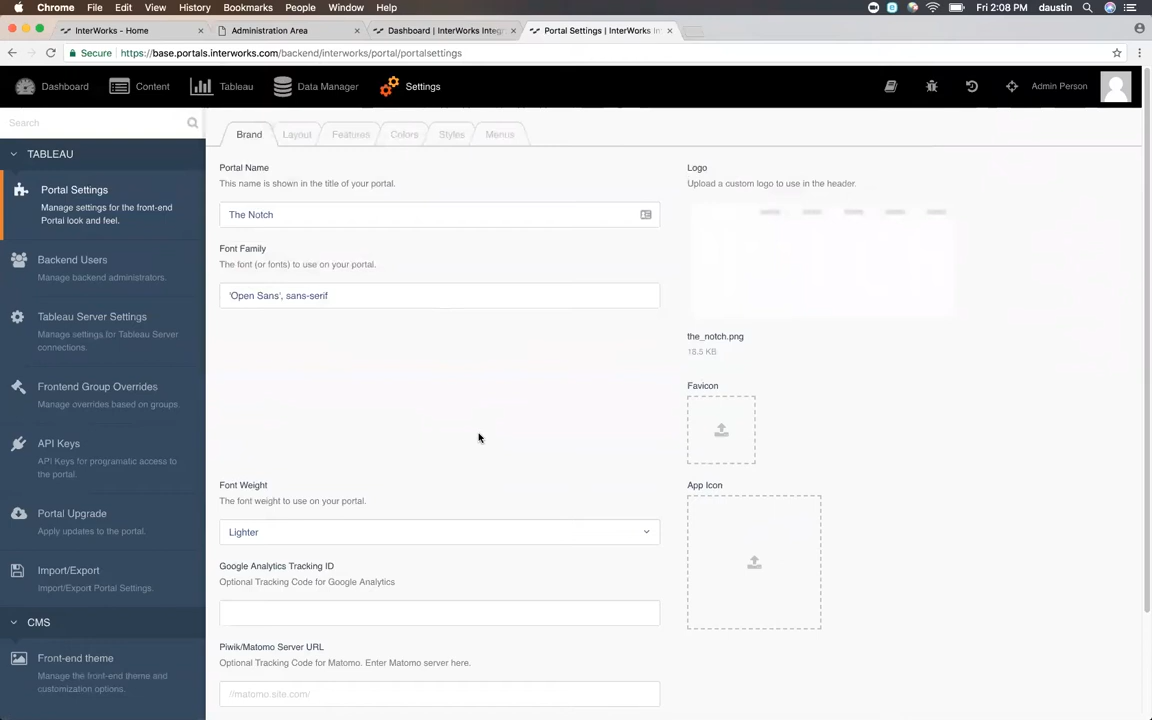 Chrome File Edit View History Bookmarks People Window Help Fri 2:08 PM daustin
InterWorks - Home Administration Area Dashboard | InterWorks Integ Portal Settings | InterWorks In
Secure https://base.portals.interworks.com/backend/interworks/portal/portalsettings
Dashboard Content Tableau Data Manager Settings Admin Person
Search
TABLEAU
Portal Settings
Manage settings for the front-end
Portal look and feel.
Backend Users
Manage backend administrators.
Tableau Server Settings
Manage settings for Tableau Server
connections.
Frontend Group Overrides
Manage overrides based on groups.
API Keys
API Keys for programatic access to
the portal.
Portal Upgrade
Apply updates to the portal.
Import/Export
Import/Export Portal Settings.
CMS
Front-end theme
Manage the front-end theme and
customization options.
Brand Layout Features Colors Styles Menus
Portal Name
This name is shown in the title of your portal.
The Notch
Font Family
The font (or fonts) to use on your portal.
'Open Sans', sans-serif
Font Weight
The font weight to use on your portal.
Lighter
Google Analytics Tracking ID
Optional Tracking Code for Google Analytics
Piwik/Matomo Server URL
Optional Tracking Code for Matomo. Enter Matomo server here.
//matomo.site.com/
Logo
Upload a custom logo to use in the header.
the_notch.png
18.5 KB
Favicon
App Icon